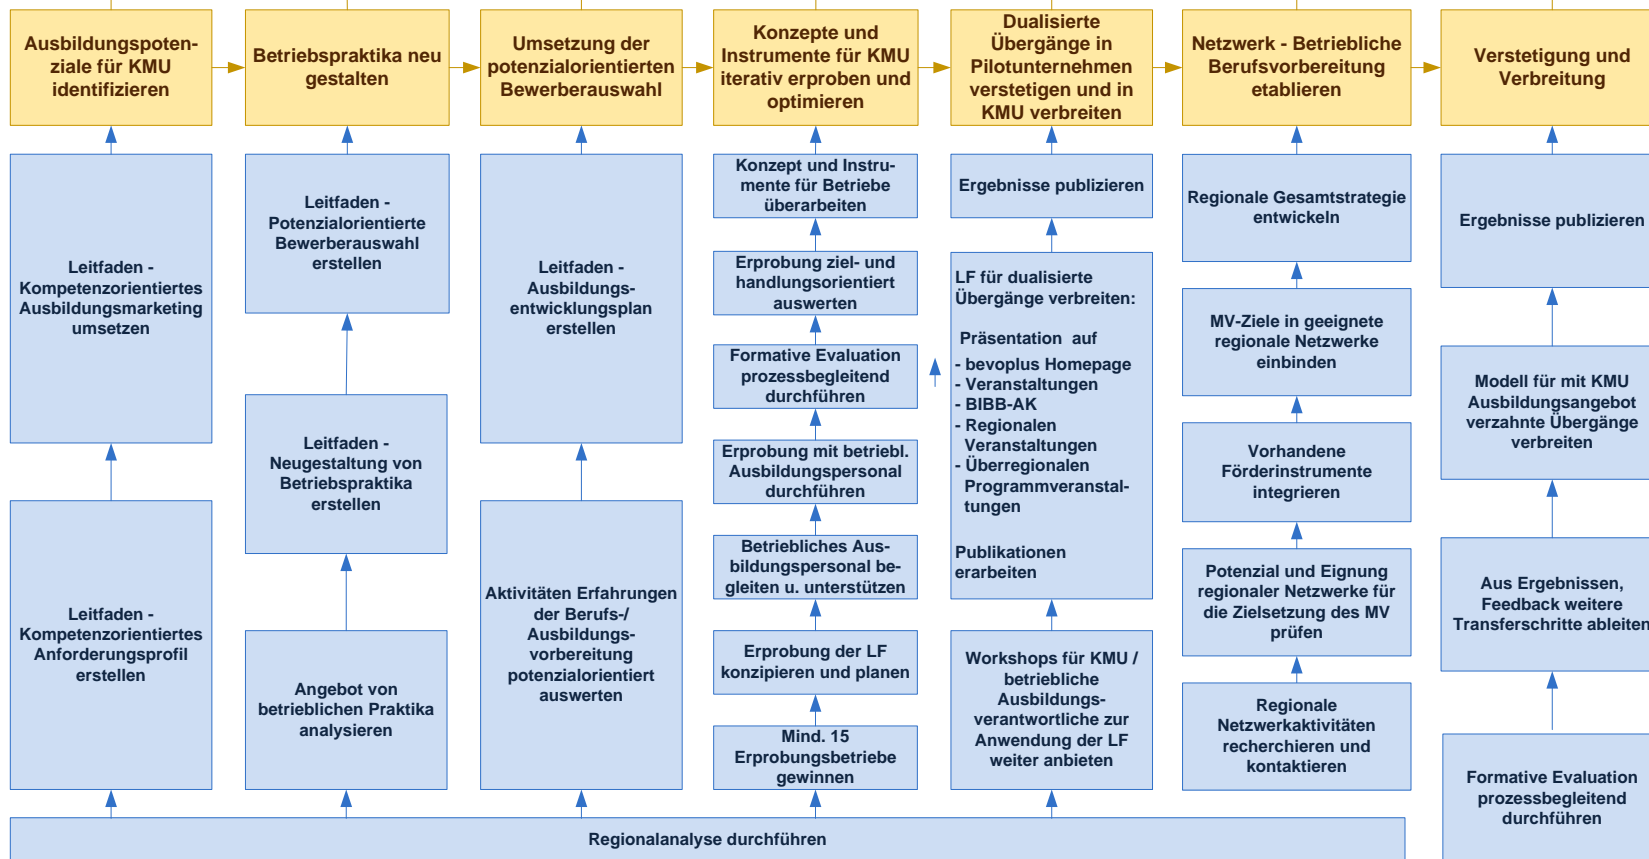 Ausbildungspoten-
ziale für KMU
identifizieren
Betriebspraktika neu
gestalten
Umsetzung der
potenzialorientierten
Bewerberauswahl
Konzepte und
Instrumente für KMU
iterativ erproben und
optimieren
Dualisierte
Übergänge in
Pilotunternehmen
verstetigen und in
KMU verbreiten
Netzwerk - Betriebliche
Berufsvorbereitung
etablieren
Verstetigung und
Verbreitung
Leitfaden -
Kompetenzorientiertes
Ausbildungsmarketing
umsetzen
Leitfaden -
Kompetenzorientiertes
Anforderungsprofil
erstellen
Leitfaden -
Potenzialorientierte
Bewerberauswahl
erstellen
Leitfaden -
Neugestaltung von
Betriebspraktika
erstellen
Angebot von
betrieblichen Praktika
analysieren
Leitfaden -
Ausbildungs-
entwicklungsplan
erstellen
Aktivitäten Erfahrungen
der Berufs-/
Ausbildungs-
vorbereitung
potenzialorientiert
auswerten
Konzept und Instru-
mente für Betriebe
überarbeiten
Erprobung ziel- und
handlungsorientiert
auswerten
Formative Evaluation
prozessbegleitend
durchführen
Erprobung mit betriebl.
Ausbildungspersonal
durchführen
Betriebliches Aus-
bildungspersonal be-
gleiten u. unterstützen
Erprobung der LF
konzipieren und planen
Mind. 15
Erprobungsbetriebe
gewinnen
Ergebnisse publizieren
LF für dualisierte
Übergänge verbreiten:
Präsentation auf
- bevoplus Homepage
- Veranstaltungen
- BIBB-AK
- Regionalen
Veranstaltungen
- Überregionalen
Programmveranstal-
tungen
Publikationen
erarbeiten
Workshops für KMU /
betriebliche
Ausbildungs-
verantwortliche zur
Anwendung der LF
weiter anbieten
Regionale Gesamtstrategie
entwickeln
MV-Ziele in geeignete
regionale Netzwerke
einbinden
Vorhandene
Förderinstrumente
integrieren
Potenzial und Eignung
regionaler Netzwerke für
die Zielsetzung des MV
prüfen
Regionale
Netzwerkaktivitäten
recherchieren und
kontaktieren
Ergebnisse publizieren
Modell für mit KMU
Ausbildungsangebot
verzahnte Übergänge
verbreiten
Aus Ergebnissen,
Feedback weitere
Transferschritte ableiten
Formative Evaluation
prozessbegleitend
durchführen
Regionalanalyse durchführen